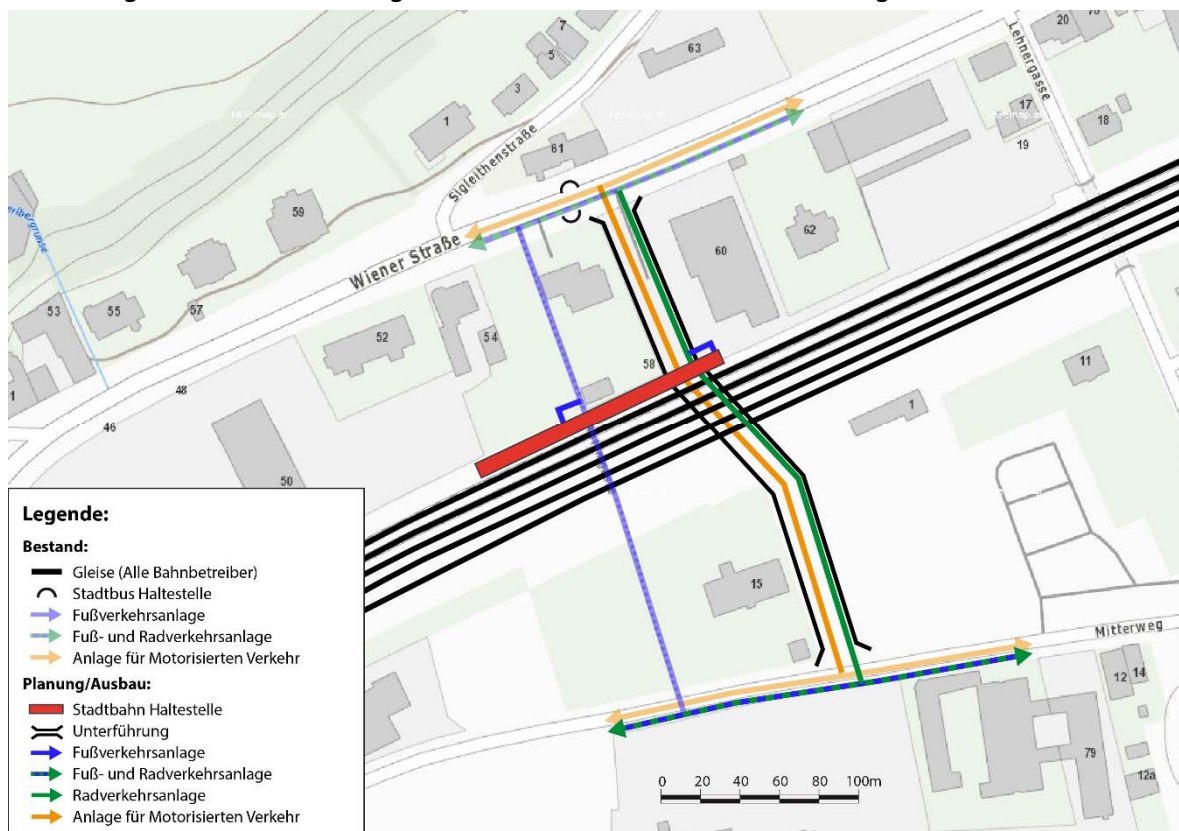 7
5
63
20
Lehnergasse
3
17
1
18
61
19
Sigleithenstraße
59
62
60
Wiener Straße
53
55
57
52
54
58
11
48
1
1
46
50
15
Mitterweg
12
14
79
12a
0 20 40 60 80 100m
Legende:
Bestand:
Gleise (Alle Bahnbetreiber)
Stadtbus Haltestelle
Fußverkehrsanlage
Fuß- und Radverkehrsanlage
Anlage für Motorisierten Verkehr
Planung/Ausbau:
Stadtbahn Haltestelle
Unterführung
Fußverkehrsanlage
Fuß- und Radverkehrsanlage
Radverkehrsanlage
Anlage für Motorisierten Verkehr